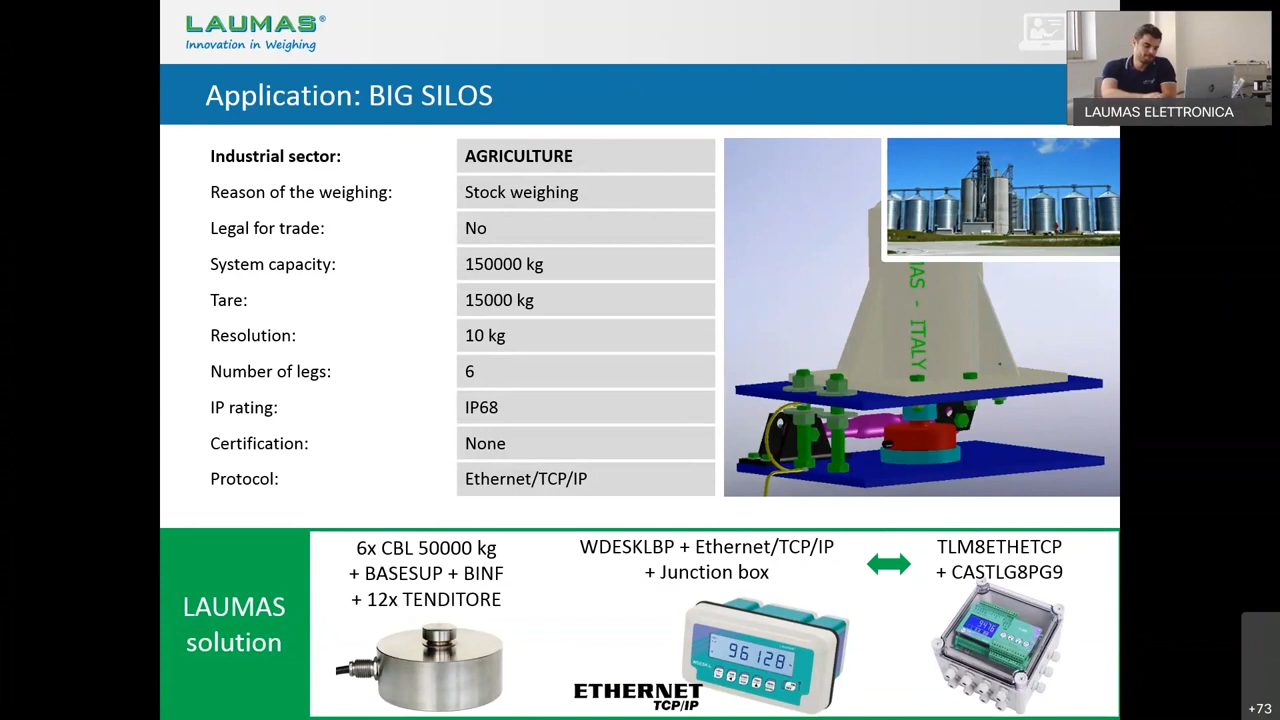 LAUMAS®
Innovation in Weighing
Application: BIG SILOS
LAUMAS ELETTRONICA
Industrial sector: AGRICULTURE
Reason of the weighing: Stock weighing
Legal for trade: No
System capacity: 150000 kg
Tare: 15000 kg
Resolution: 10 kg
Number of legs: 6
IP rating: IP68
Certification: None
Protocol: Ethernet/TCP/IP
MAS - ITALY
LAUMAS
solution
6x CBL 50000 kg
+ BASESUP + BINF
+ 12x TENDITORE
WDESKLBP + Ethernet/TCP/IP
+ Junction box
96128
ETHERNET
TCP/IP
TLM8ETHETCP
+ CASTLG8PG9
+73